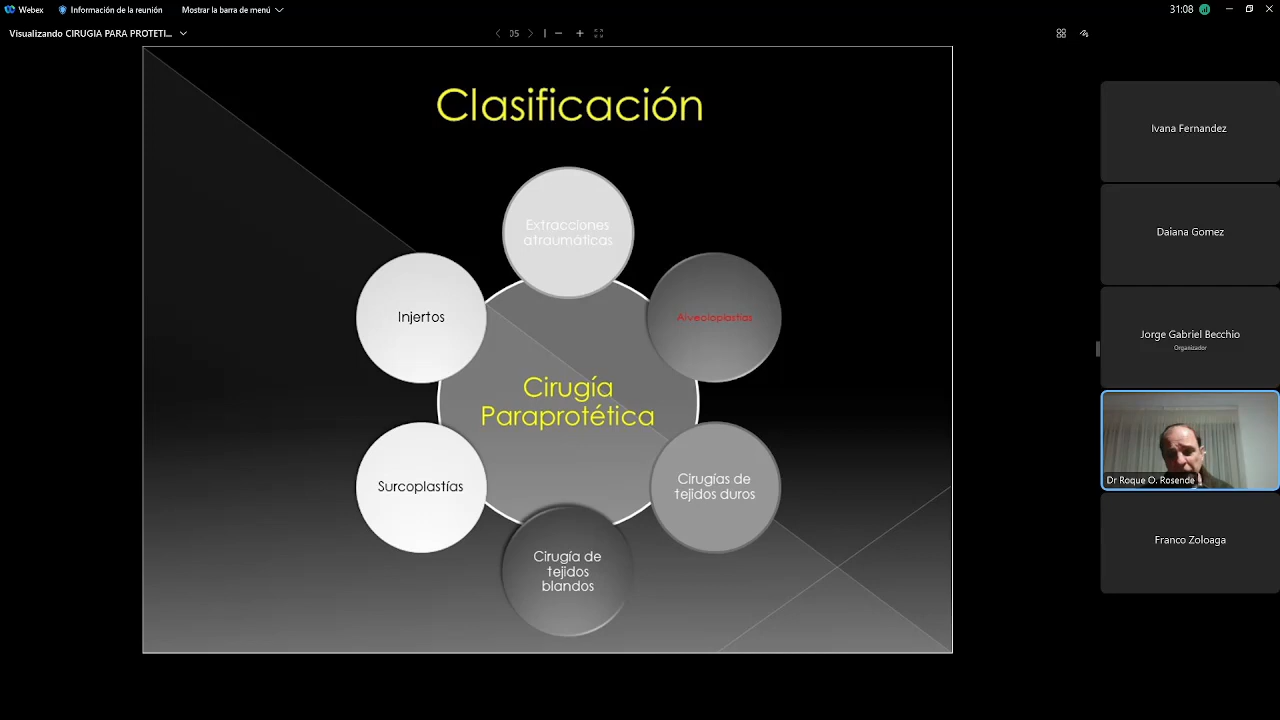 Webex
Información de la reunión
Mostrar la barra de menú
31:08
Visualizando CIRUGIA PARA PROTETI...
Clasificación
Extracciones
atraumáticas
Injertos
Alveoloplastías
Cirugía
Paraprotética
Surcoplastías
Cirugías de
tejidos duros
Cirugía de
tejidos
blandos
Ivana Fernandez
Daiana Gomez
Jorge Gabriel Becchio
Organizador
Dr Roque O. Rosende
Franco Zoloaga